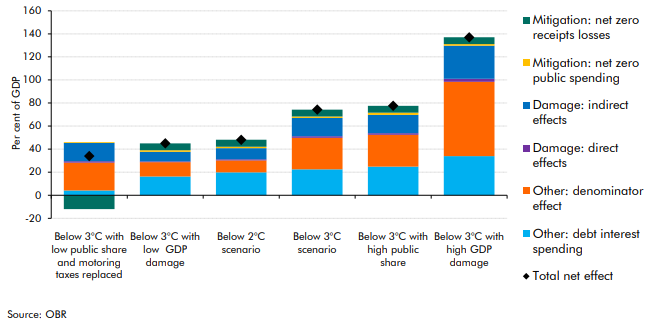 160
140
120
100
80
60
40
20
0
-20
Per cent of GDP
Below 3°C with
low public share
and motoring
taxes replaced
Below 3°C with
low  GDP
damage
Below 2°C
scenario
Below 3°C
scenario
Below 3°C with
high public
share
Below 3°C with
high GDP
damage
Mitigation: net zero
receipts losses
Mitigation: net zero
public spending
Damage: indirect
effects
Damage: direct
effects
Other: denominator
effect
Other: debt interest
spending
Total net effect
Source: OBR